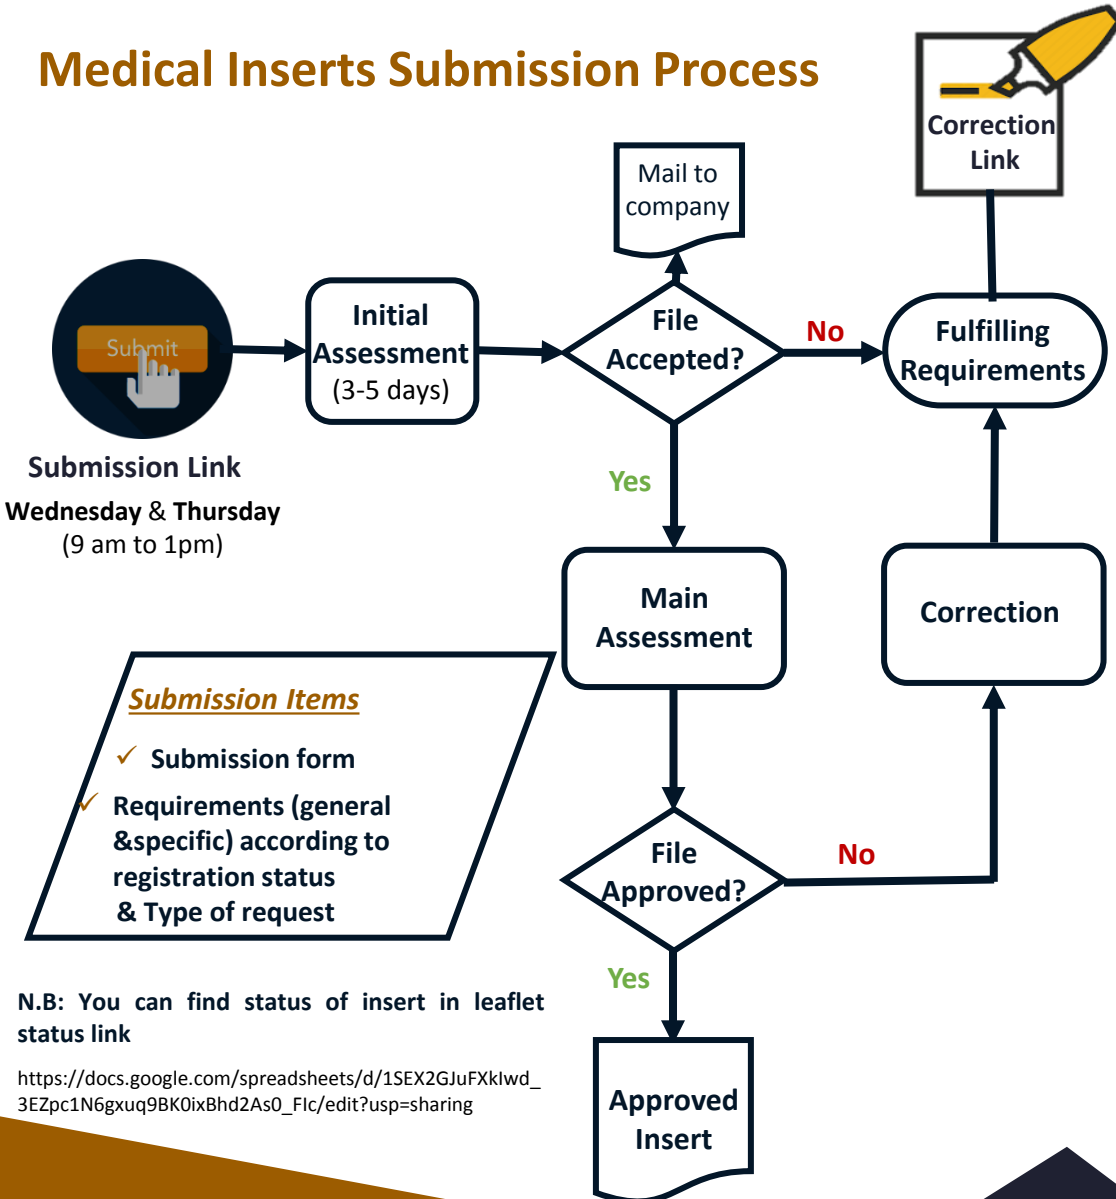 Medical Inserts Submission Process
Correction
Link
Mail to
company
Submit
Initial
Assessment
(3-5 days)
File
Accepted?
No
Fulfilling
Requirements
Submission Link
Wednesday & Thursday
(9 am to 1pm)
Yes
Main
Assessment
Correction
Submission Items
✓ Submission form
✓ Requirements (general
&specific) according to
registration status
& Type of request
File
Approved?
No
Yes
N.B: You can find status of insert in leaflet
status link
https://docs.google.com/spreadsheets/d/1SEX2GJuFXkIwd_
3EZpc1N6gxuq9BK0ixBhd2As0_FIc/edit?usp=sharing
Approved
Insert